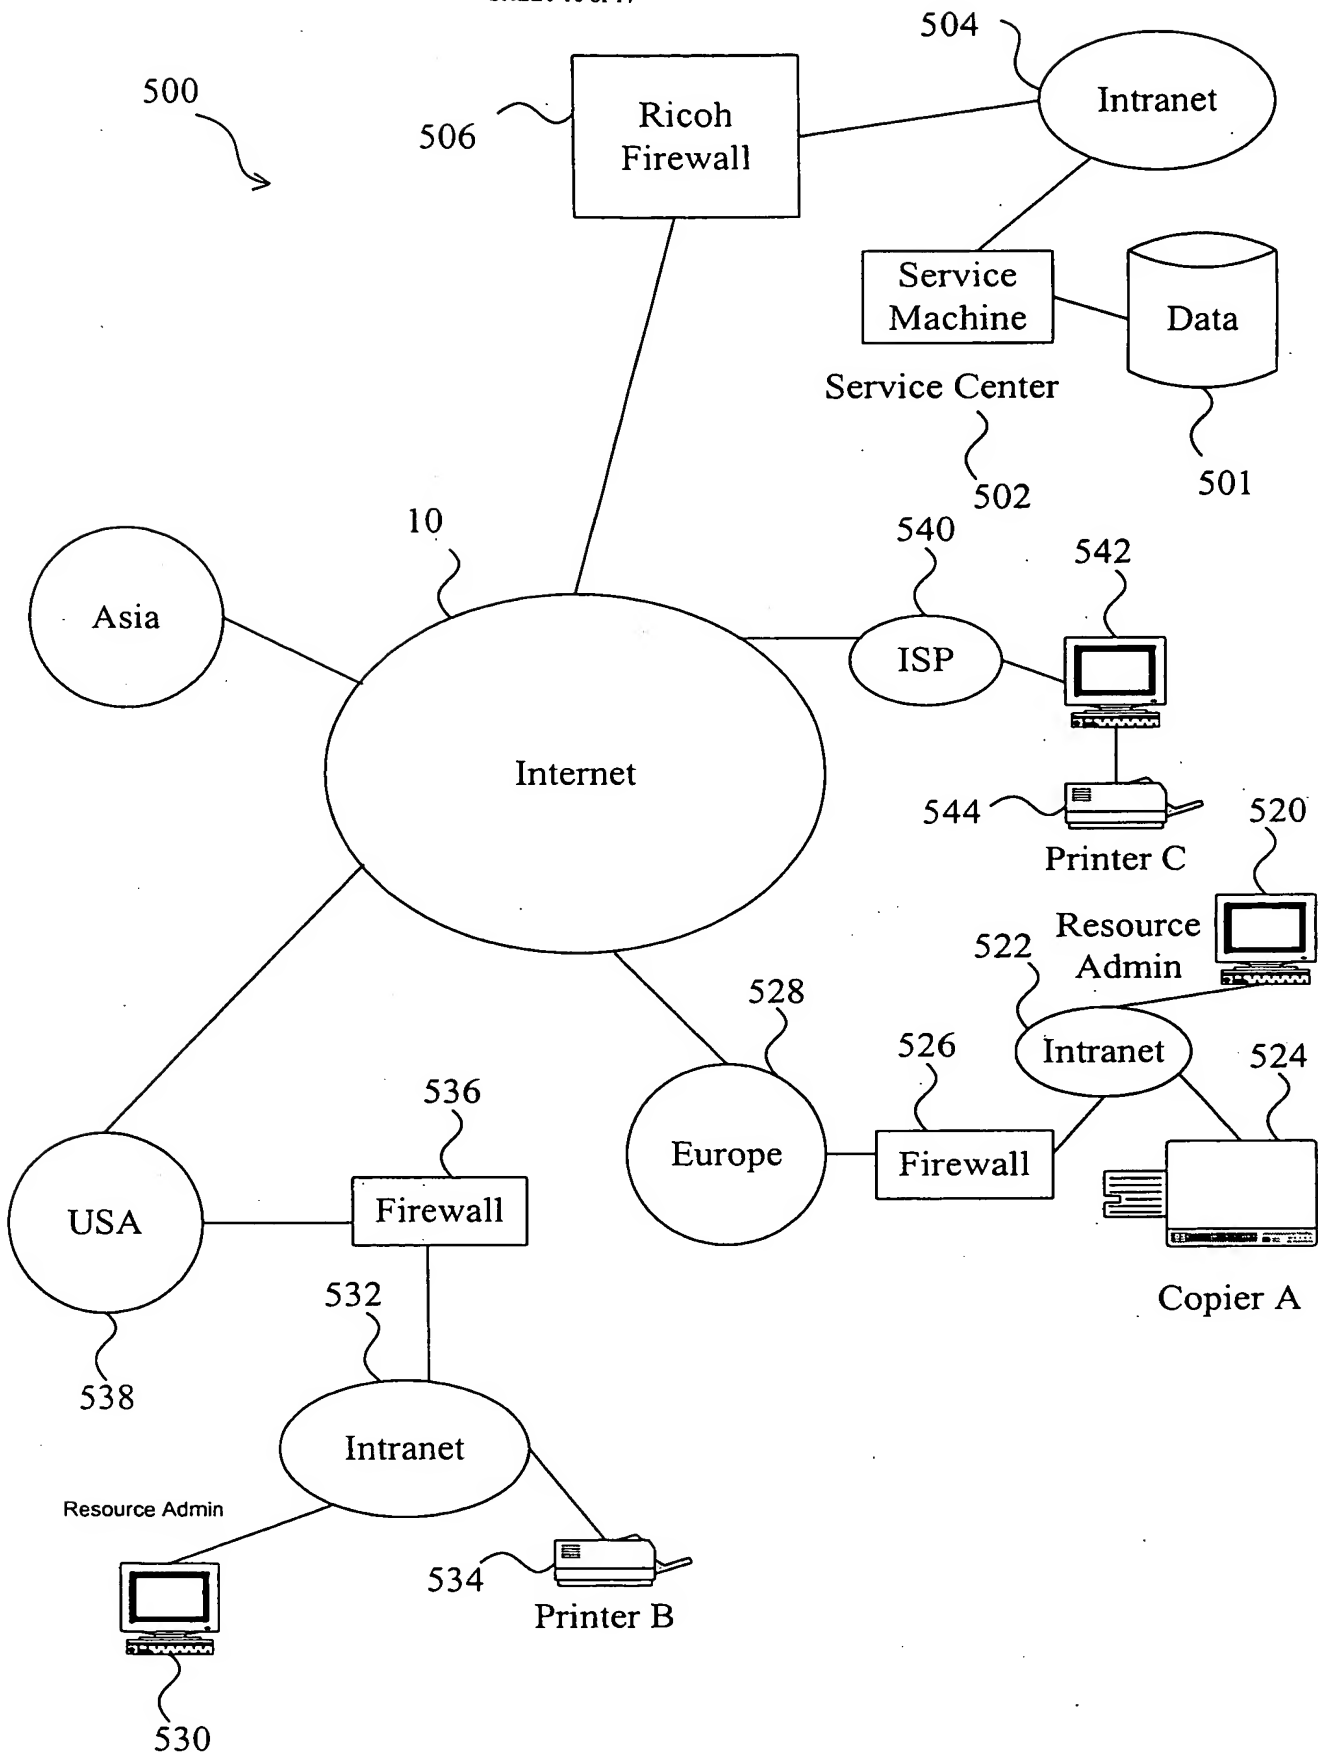 504
500
Intranet
Ricoh
Firewall
506
Service
Machine
Data
Service Center
502
501
10
540
542
Asia
ISP
Internet
544
520
Printer C
Resource
Admin
522
528
526
Intranet
524
536
Europe
Firewall
USA
Firewall
532
Copier A
538
Intranet
Resource Admin
534
Printer B
530